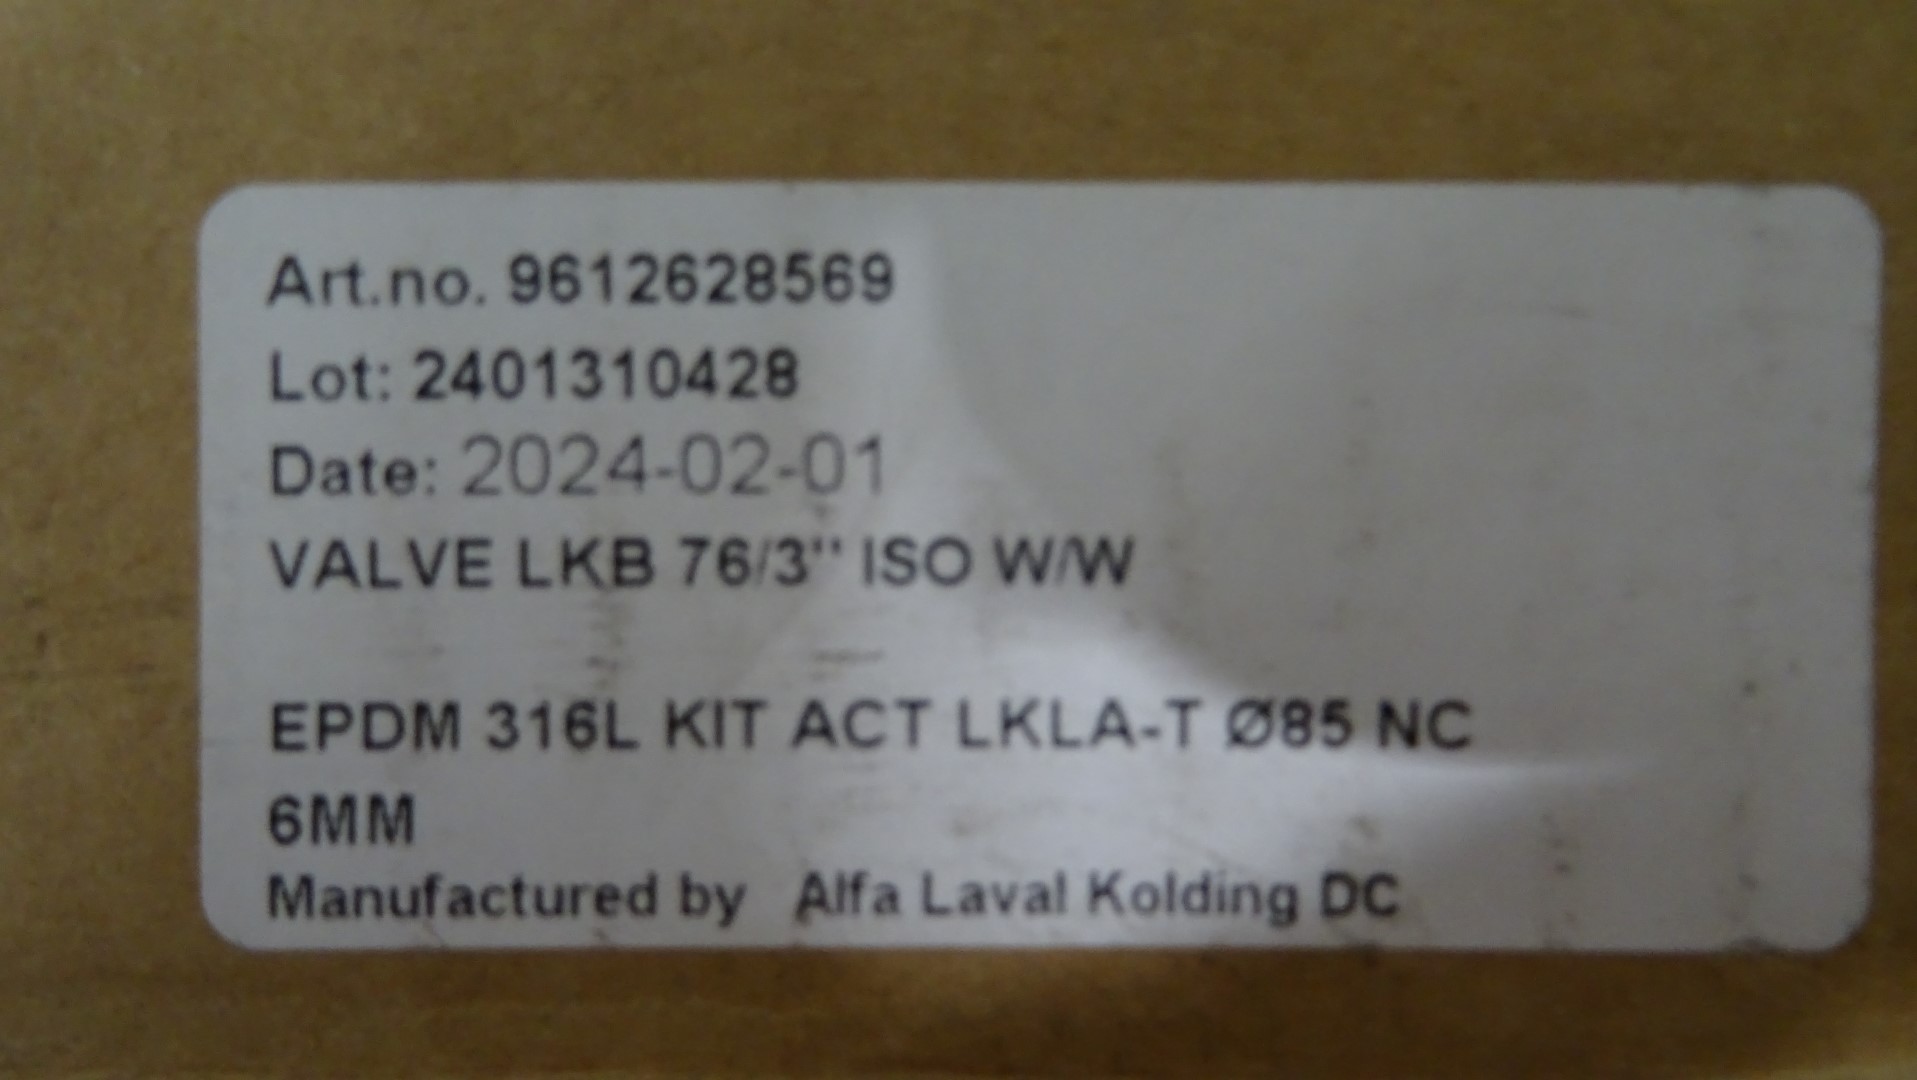 Art.no. 9612628569
Lot: 2401310428
Date: 2024-02-01
VALVE LKB 76/3" ISO W/W
EPDM 316L KIT ACT LKLA-T Ø85 NC
6MM
Manufactured by Alfa Laval Kolding DC